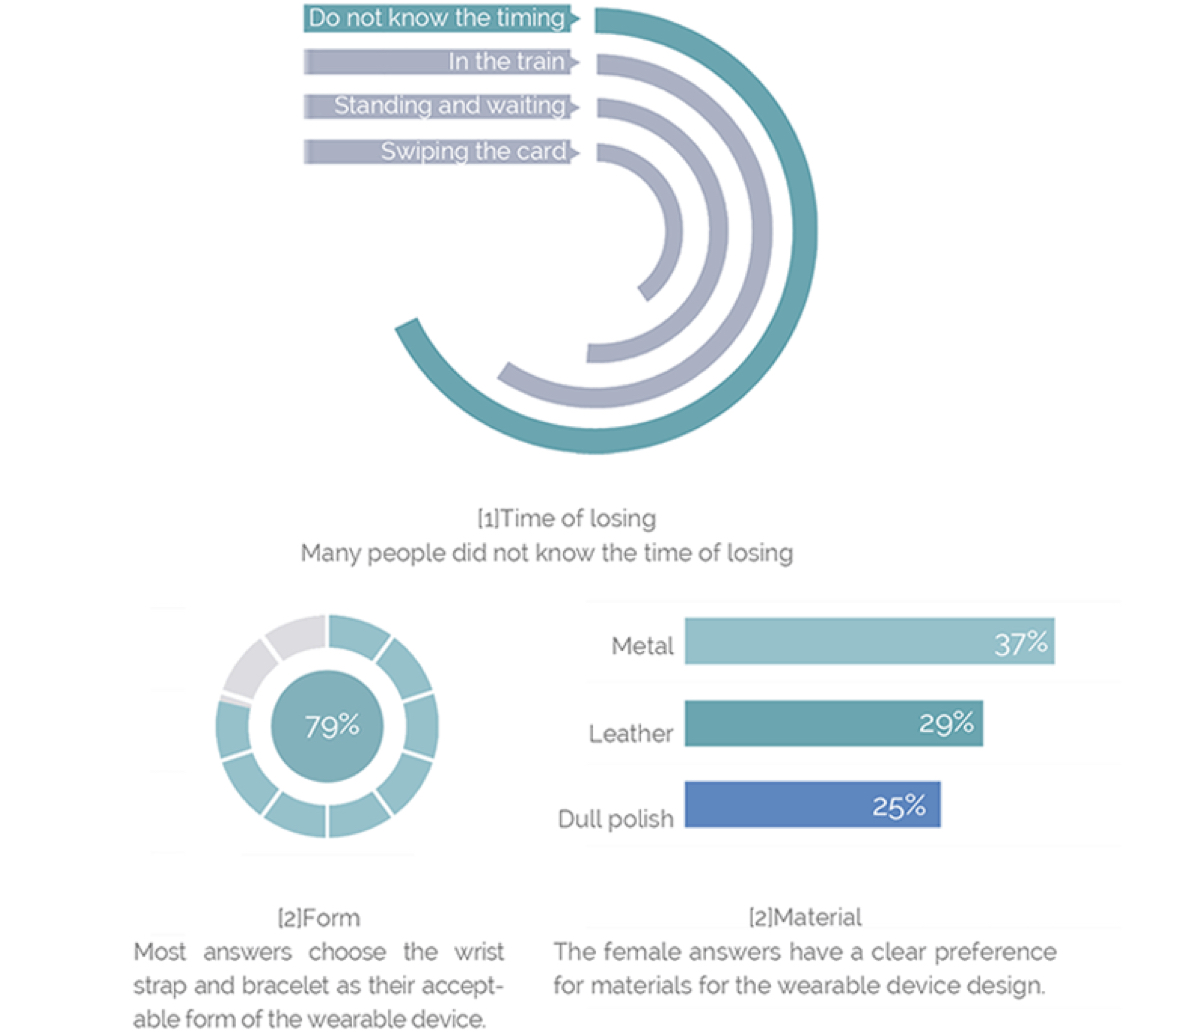 Do not know the timing
In the train
Standing and waiting
Swiping the card
[1]Time of losing
Many people did not know the time of losing
79%
Metal
37%
Leather
29%
Dull polish
25%
[2]Form
Most answers choose the wrist
strap and bracelet as their accept-
able form of the wearable device.
[2]Material
The female answers have a clear preference
for materials for the wearable device design.